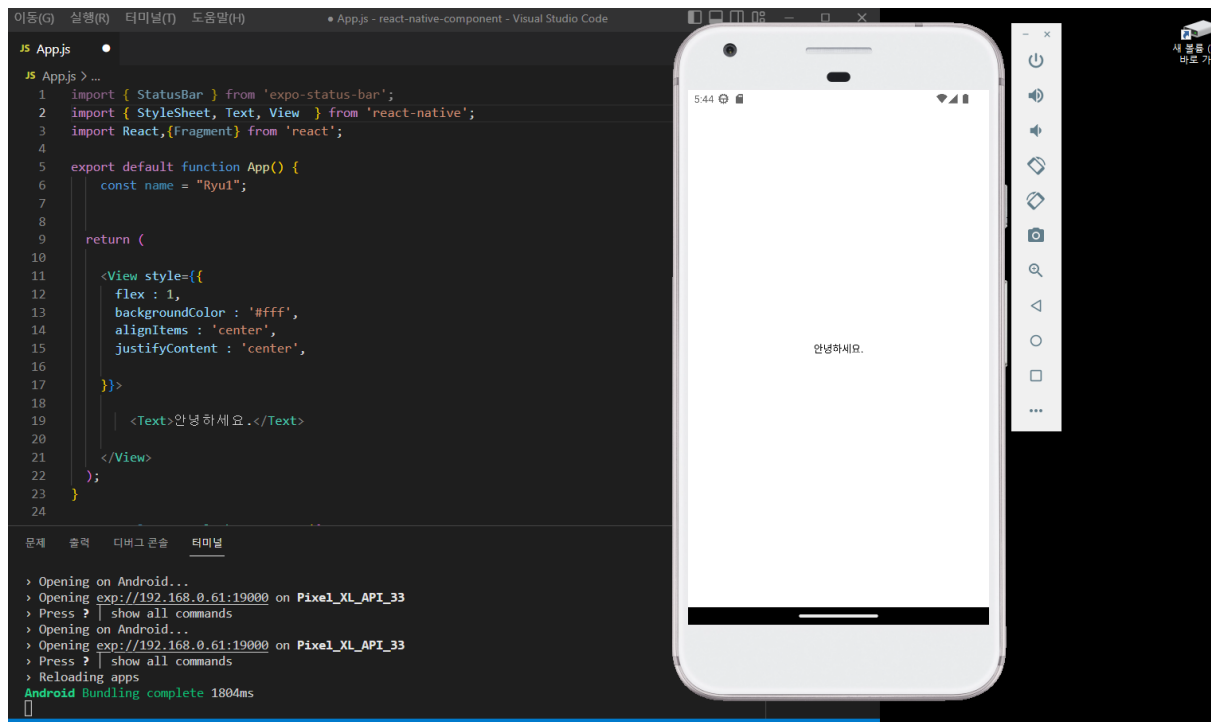 이동(G) 실행(R) 터미널(T) 도움말(H) ● App.js - react-native-component - Visual Studio Code
JS App.js ●
JS App.js > ...
1 import { StatusBar } from 'expo-status-bar';
2 import { StyleSheet, Text, View  } from 'react-native';
3 import React,{Fragment} from 'react';
4
5 export default function App() {
6 const name = "Ryu1";
7
8
9 return (
10
11 <View style={{
12 flex : 1,
13 backgroundColor : '#fff',
14 alignItems : 'center',
15 justifyContent : 'center',
16
17 }}>
18
19 <Text>안녕하세요.</Text>
20
21 </View>
22 );
23 }
24
문제 출력 디버그 콘솔 터미널
› Opening on Android...
› Opening exp://192.168.0.61:19000 on Pixel_XL_API_33
› Press ? │ show all commands
› Opening on Android...
› Opening exp://192.168.0.61:19000 on Pixel_XL_API_33
› Press ? │ show all commands
› Reloading apps
Android Bundling complete 1804ms
5:44
안녕하세요.
새 볼륨 (
바로 가